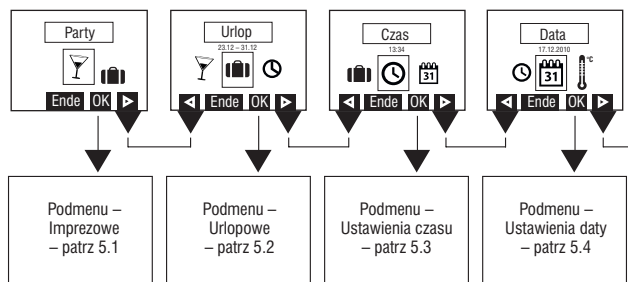 Party
Ende OK
Urlop
23.12 – 31.12
Ende OK
Czas
13:34
31
Ende OK
Data
17.12.2010
31
°C
Ende OK
Podmenu –
Imprezowe
– patrz 5.1
Podmenu –
Urlopowe
– patrz 5.2
Podmenu –
Ustawienia czasu
– patrz 5.3
Podmenu –
Ustawienia daty
– patrz 5.4